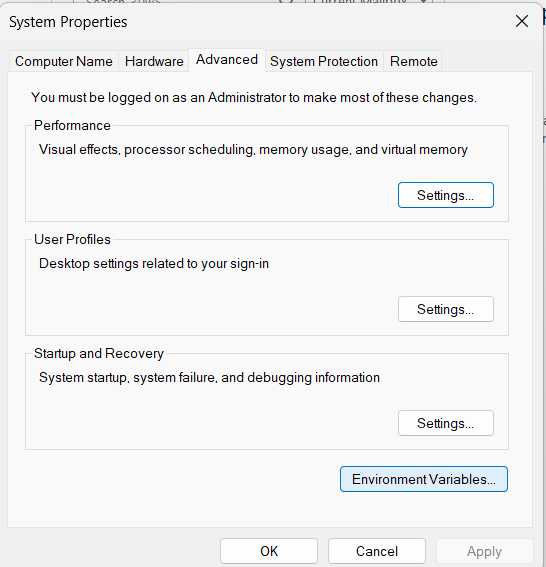 Current Mailbox
System Properties
Computer Name Hardware Advanced System Protection Remote
You must be logged on as an Administrator to make most of these changes.
Performance
Visual effects, processor scheduling, memory usage, and virtual memory
Settings...
User Profiles
Desktop settings related to your sign-in
Settings...
Startup and Recovery
System startup, system failure, and debugging information
Settings...
Environment Variables...
OK Cancel Apply